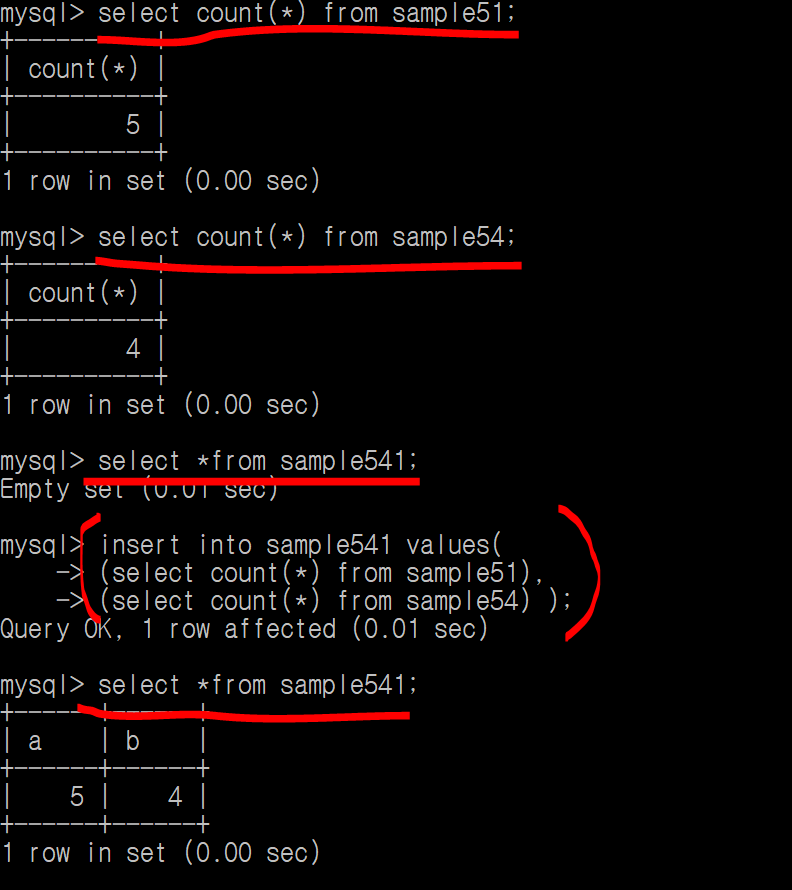 mysql> select count(*) from sample51;
+----------+
| count(*) |
+----------+
|        5 |
+----------+
1 row in set (0.00 sec)
mysql> select count(*) from sample54;
+----------+
| count(*) |
+----------+
|        4 |
+----------+
1 row in set (0.00 sec)
mysql> select *from sample541;
Empty set (0.01 sec)
mysql> insert into sample541 values(
    -> (select count(*) from sample51),
    -> (select count(*) from sample54) );
Query OK, 1 row affected (0.01 sec)
mysql> select *from sample541;
+------+------+
| a    | b    |
+------+------+
|    5 |    4 |
+------+------+
1 row in set (0.00 sec)